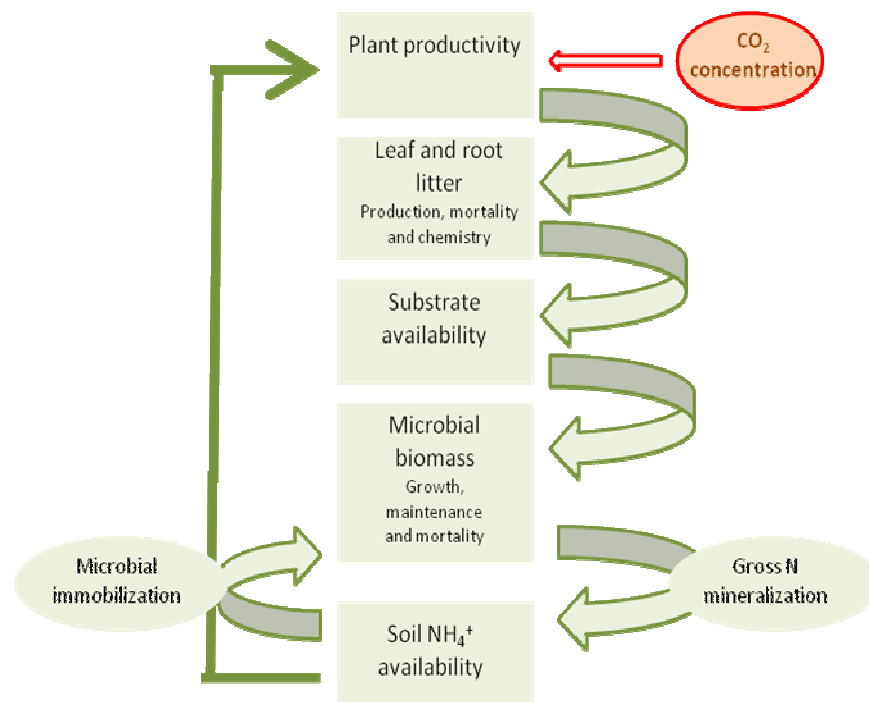 Plant productivity
CO₂
concentration
Leaf and root
litter
Production, mortality
and chemistry
Substrate
availability
Microbial
biomass
Growth,
maintenance
and mortality
Microbial
immobilization
Gross N
mineralization
Soil NH₄⁺
availability